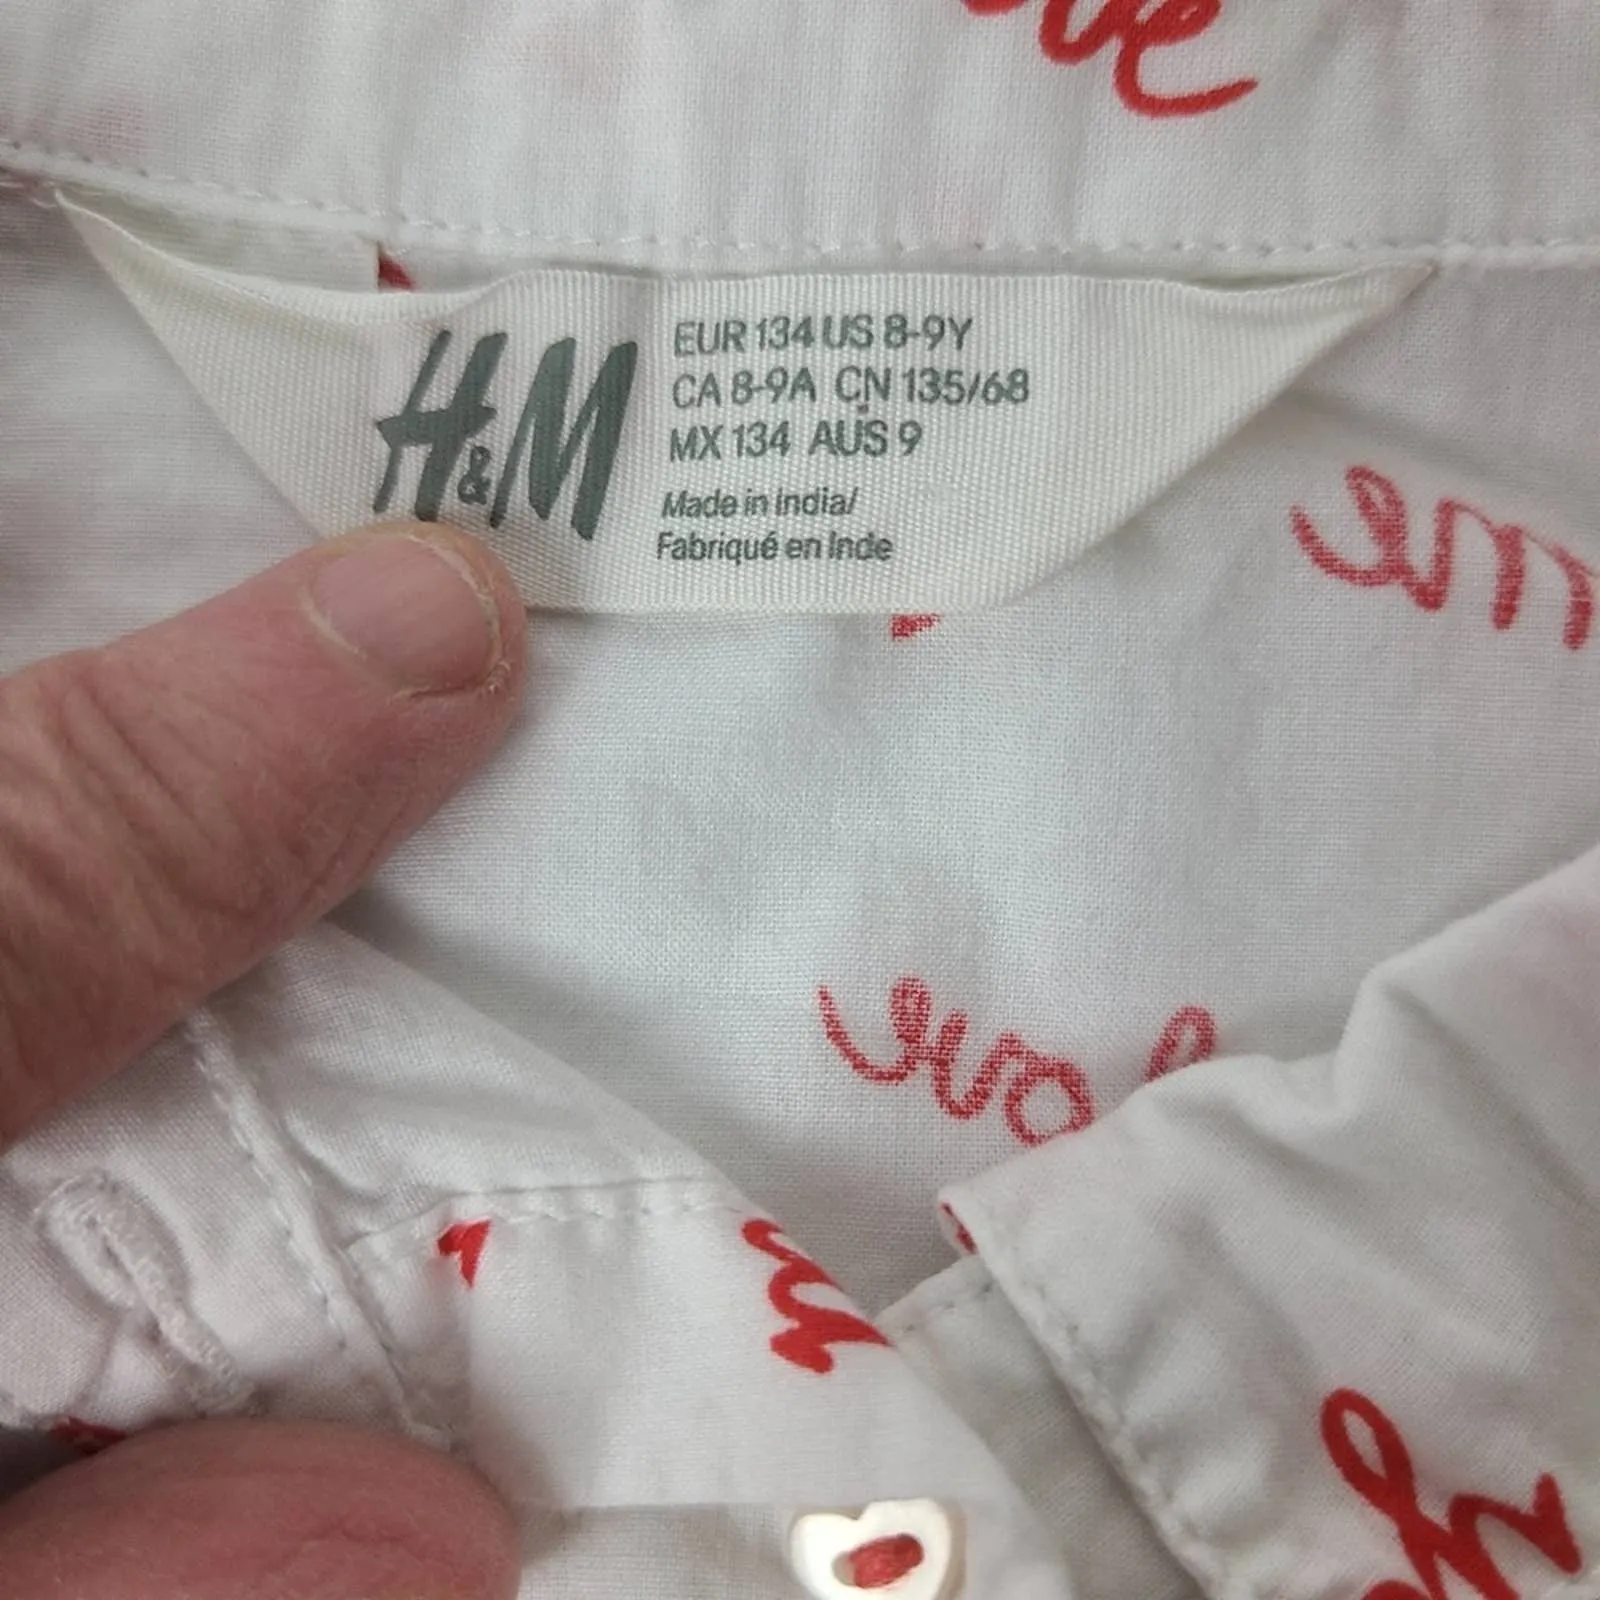 H&M
EUR 134 US 8-9Y
CA 8-9A CN 135/68
MX 134 AUS 9
Made in India/
Fabriqué en Inde
love